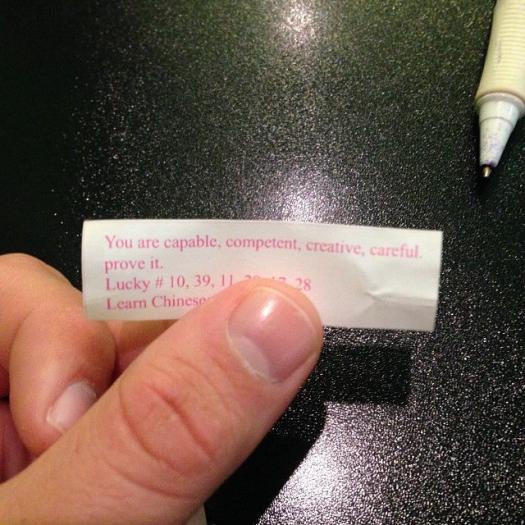 You are capable, competent, creative, careful.
prove it.
Lucky # 10, 39, 11, 28
Learn Chinese